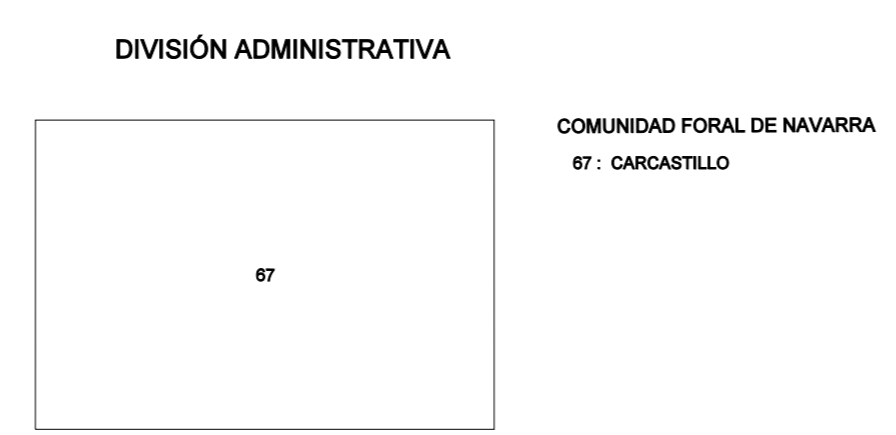 DIVISIÓN ADMINISTRATIVA
COMUNIDAD FORAL DE NAVARRA
67 : CARCASTILLO
67